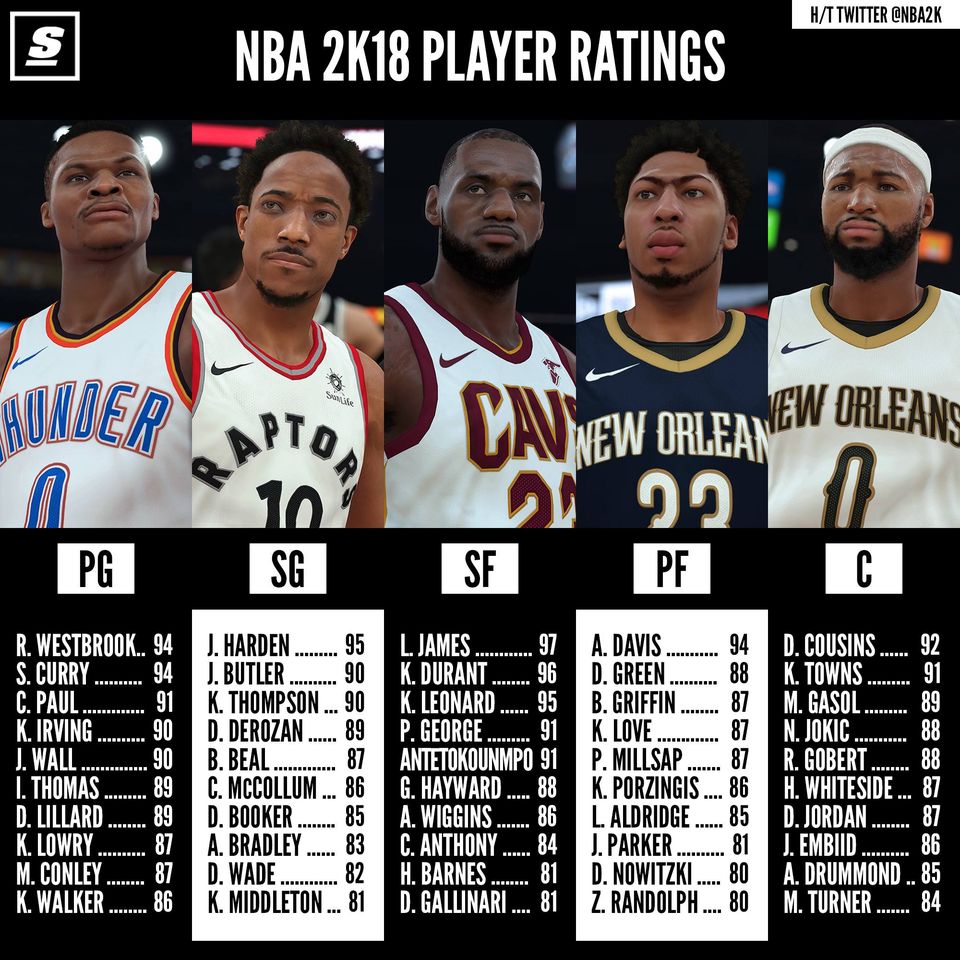 S
H/T TWITTER @NBA2K
NBA 2K18 PLAYER RATINGS
HUNDER
0
RAPTORS
10
SunLife
CAV
23
NEW ORLEAN
23
NEW ORLEANS
0
PG
R. WESTBROOK.. 94
S. CURRY .......... 94
C. PAUL ............. 91
K. IRVING .......... 90
J. WALL ............. 90
I. THOMAS ........ 89
D. LILLARD ........ 89
K. LOWRY .......... 87
M. CONLEY ........ 87
K. WALKER ........ 86
SG
J. HARDEN ......... 95
J. BUTLER .......... 90
K. THOMPSON ... 90
D. DEROZAN ...... 89
B. BEAL ............. 87
C. McCOLLUM ... 86
D. BOOKER ........ 85
A. BRADLEY ...... 83
D. WADE ............ 82
K. MIDDLETON ... 81
SF
L. JAMES ............ 97
K. DURANT ........ 96
K. LEONARD ...... 95
P. GEORGE ........ 91
ANTETOKOUNMPO 91
G. HAYWARD ..... 88
A. WIGGINS ....... 86
C. ANTHONY ..... 84
H. BARNES ........ 81
D. GALLINARI .... 81
PF
A. DAVIS ........... 94
D. GREEN .......... 88
B. GRIFFIN ........ 87
K. LOVE ............ 87
P. MILLSAP ....... 87
K. PORZINGIS .... 86
L. ALDRIDGE ..... 85
J. PARKER .......... 81
D. NOWITZKI ..... 80
Z. RANDOLPH .... 80
C
D. COUSINS ...... 92
K. TOWNS ......... 91
M. GASOL ......... 89
N. JOKIC ........... 88
R. GOBERT ........ 88
H. WHITESIDE ... 87
D. JORDAN ........ 87
J. EMBIID .......... 86
A. DRUMMOND .. 85
M. TURNER ....... 84